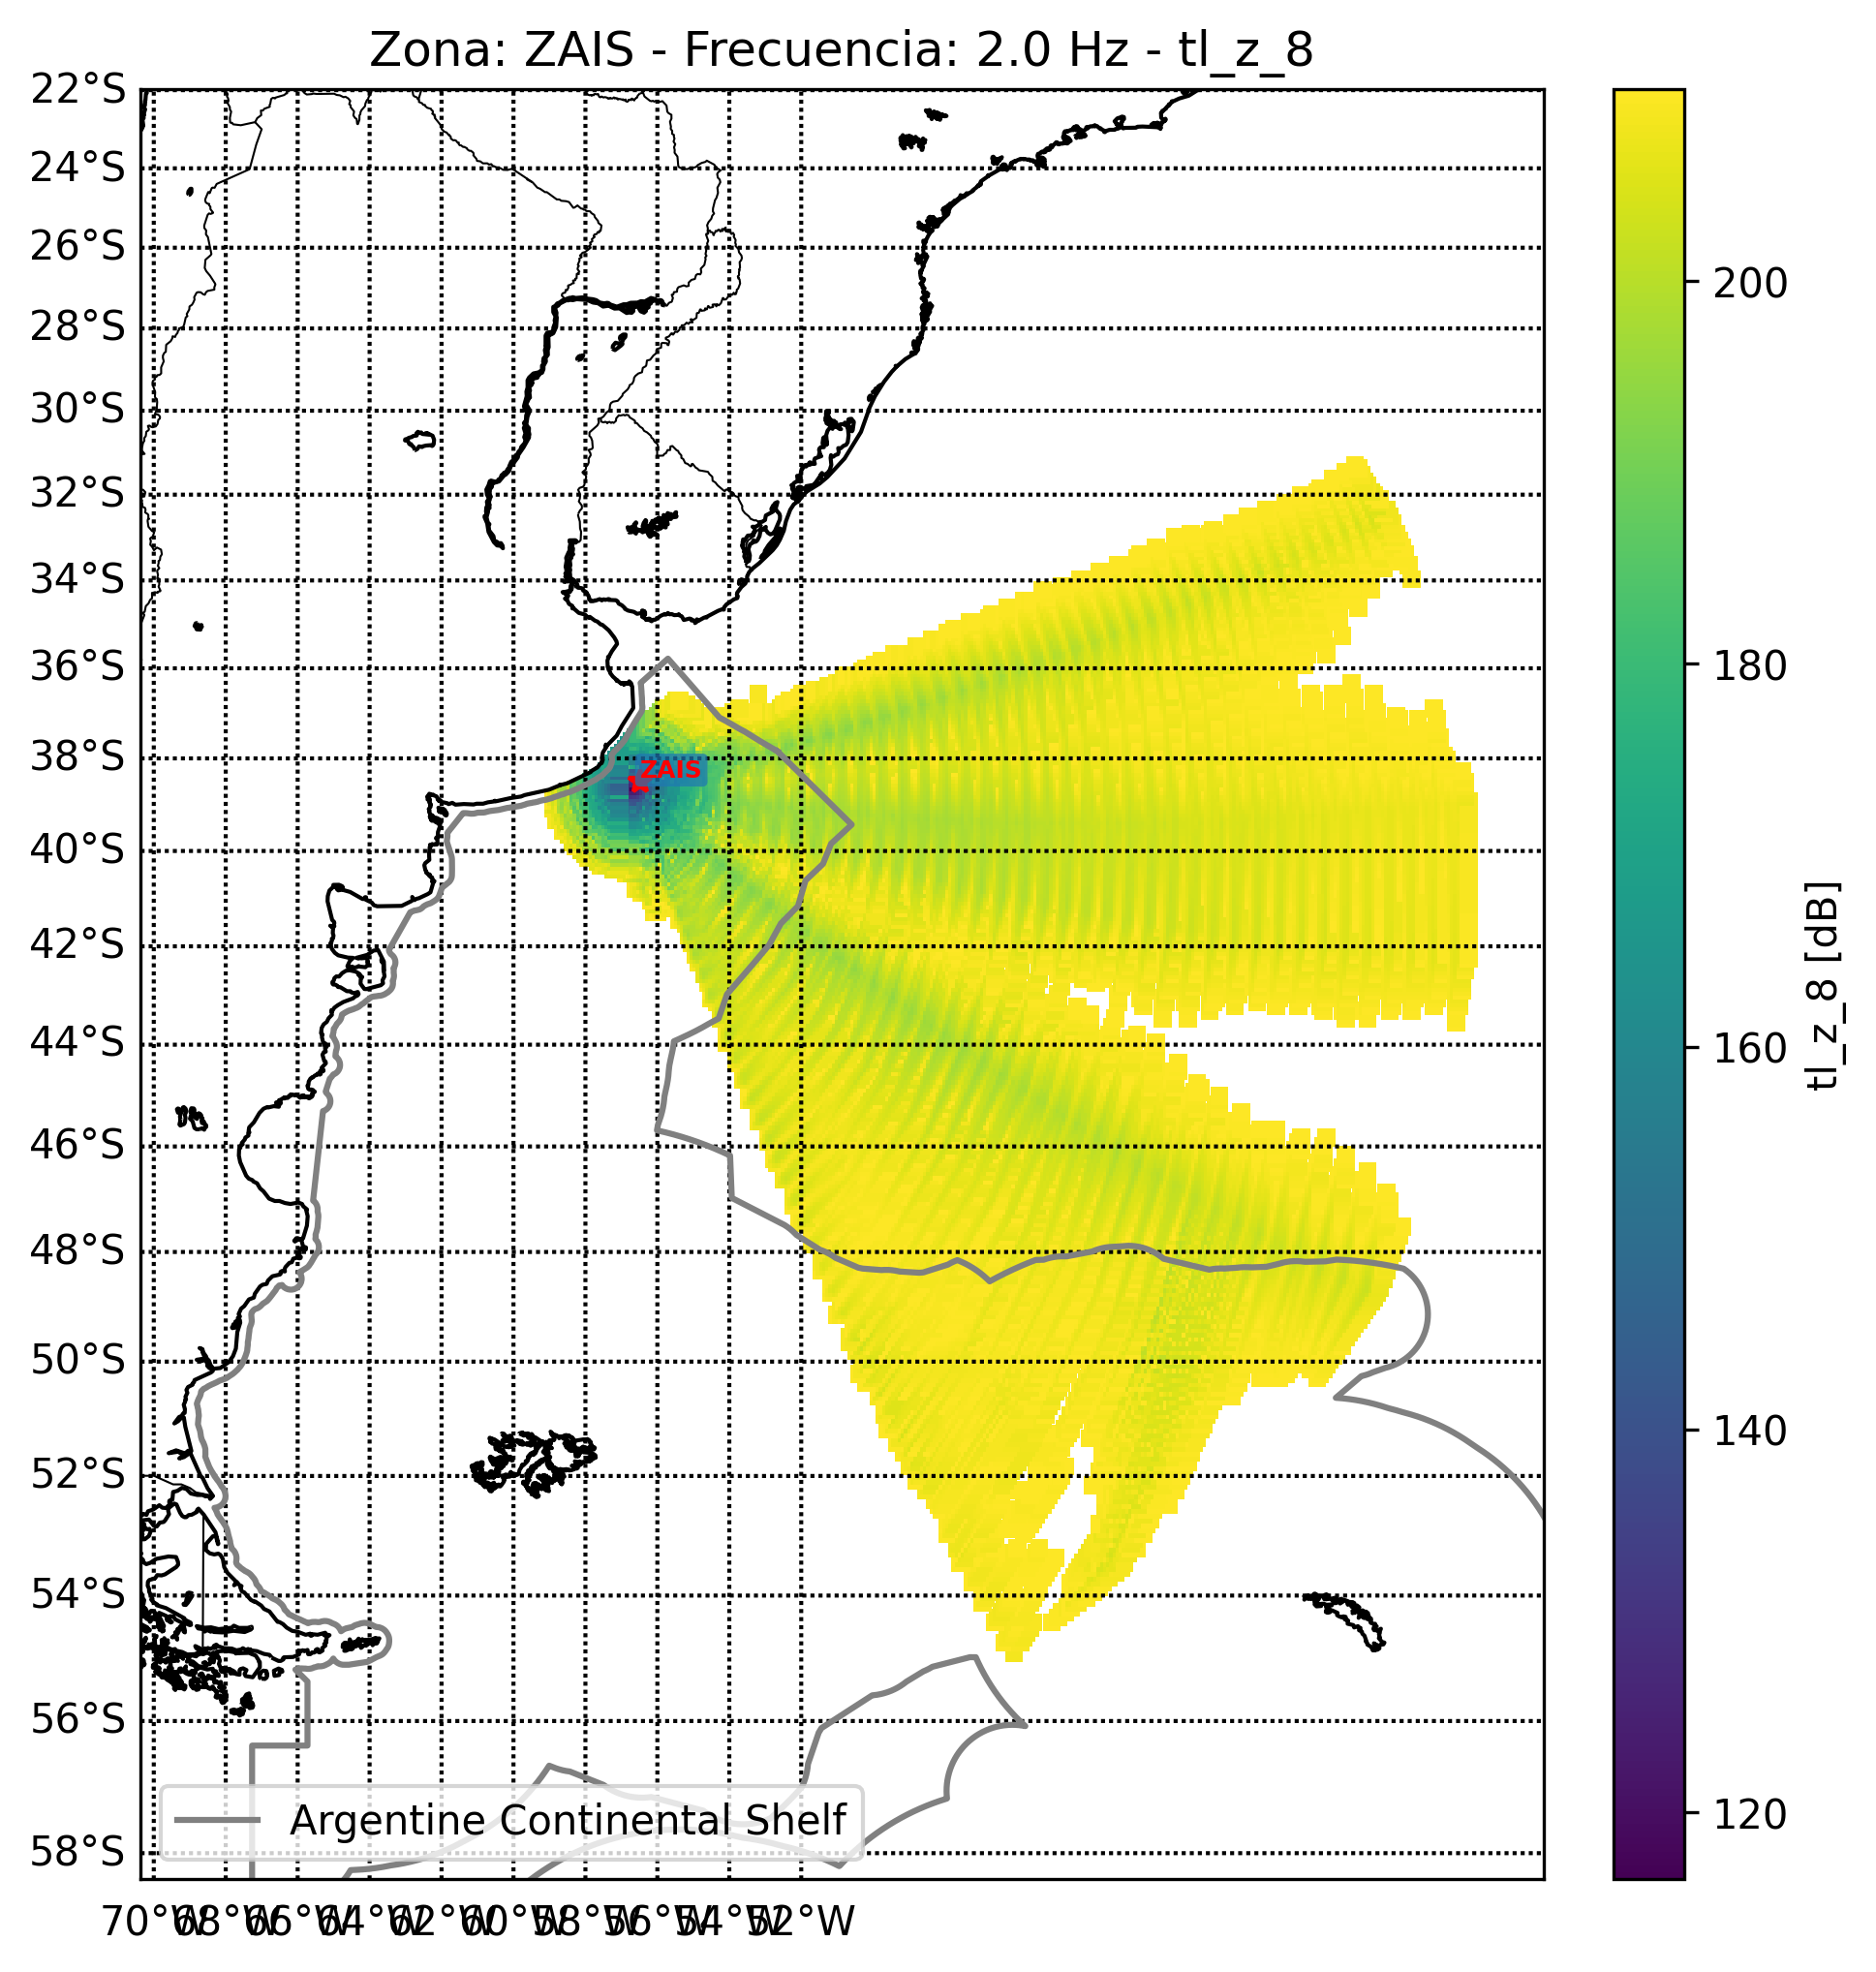 Zona: ZAIS - Frecuencia: 2.0 Hz - tl_z_8
22°S
24°S
26°S
28°S
30°S
32°S
34°S
36°S
38°S
40°S
42°S
44°S
46°S
48°S
50°S
52°S
54°S
56°S
58°S
ZAIS
Argentine Continental Shelf
70°W 68°W 66°W 64°W 62°W 60°W 58°W 56°W 54°W 52°W
200
180
160
140
120
tl_z_8 [dB]